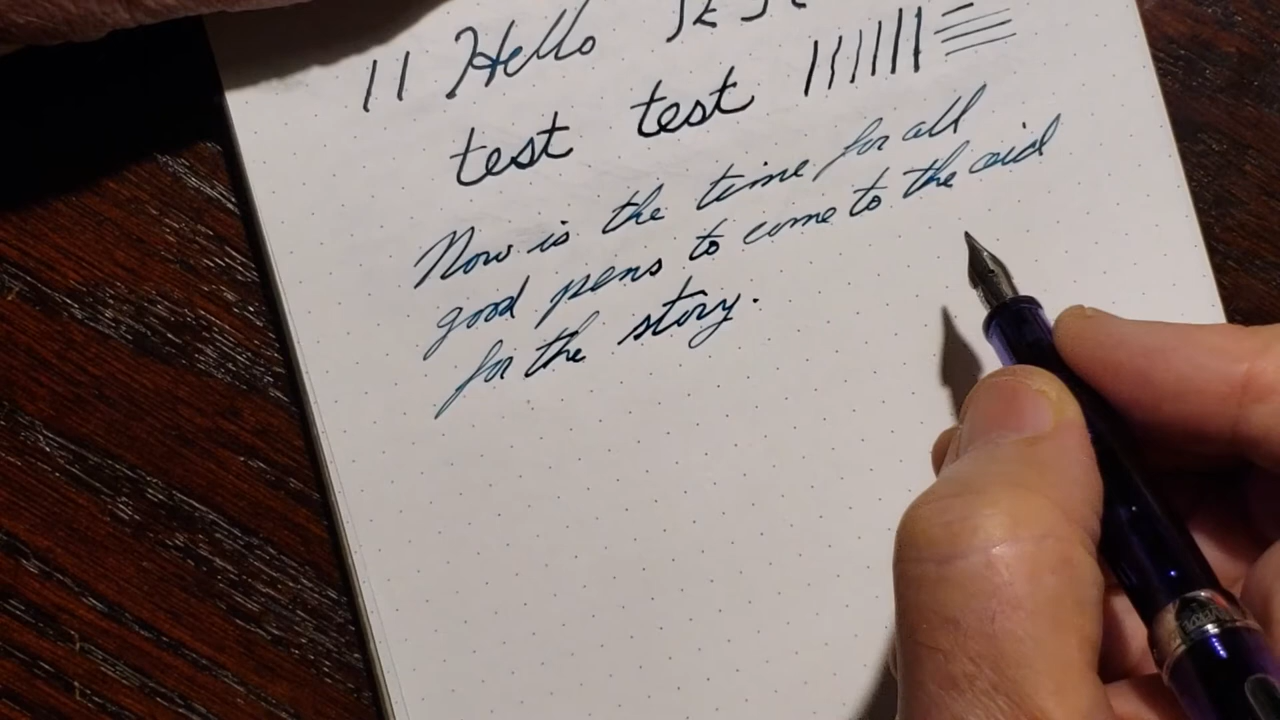 Hello
test test
Now is the time for all
good pens to come to the aid
for the story.